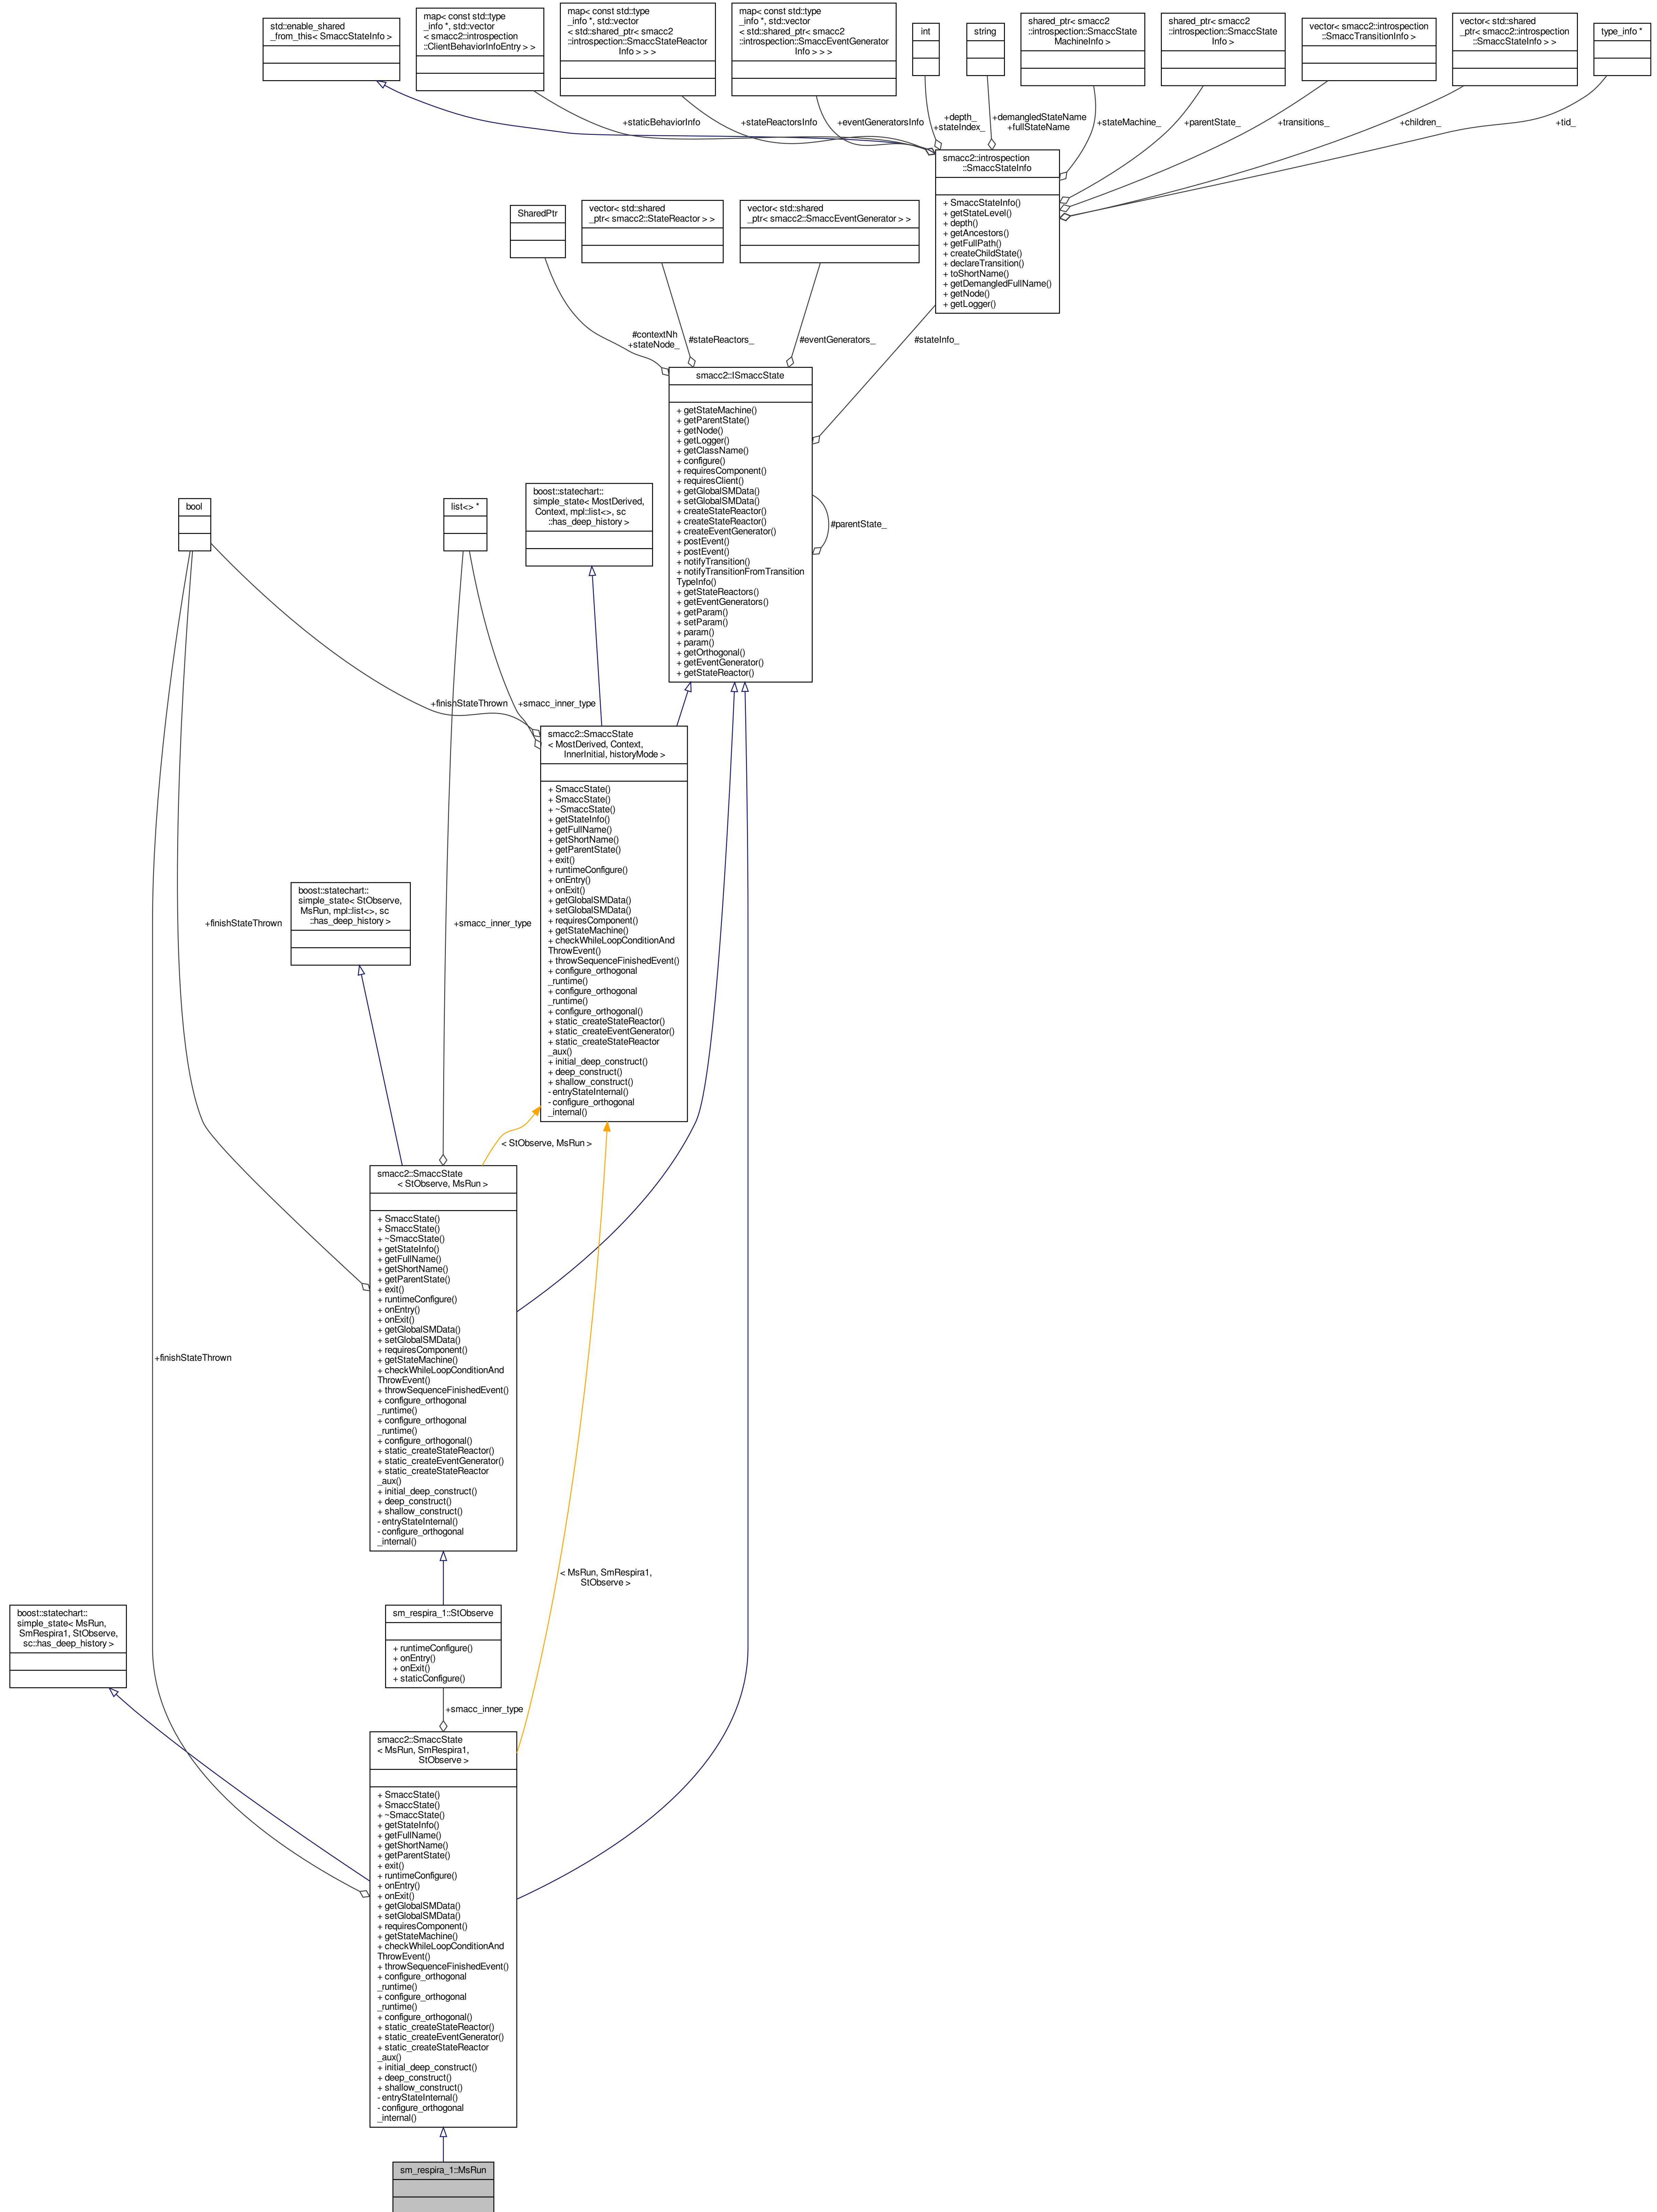 std::enable_shared
_from_this< SmaccStateInfo >
map< const std::type
_info *, std::vector
< smacc2::introspection
::ClientBehaviorInfoEntry > >
map< const std::type
_info *, std::vector
< std::shared_ptr< smacc2
::introspection::SmaccStateReactor
Info > > >
map< const std::type
_info *, std::vector
< std::shared_ptr< smacc2
::introspection::SmaccEventGenerator
Info > > >
int
string
shared_ptr< smacc2
::introspection::SmaccState
MachineInfo >
shared_ptr< smacc2
::introspection::SmaccState
Info >
vector< smacc2::introspection
::SmaccTransitionInfo >
vector< std::shared
_ptr< smacc2::introspection
::SmaccStateInfo > >
type_info *
+staticBehaviorInfo
+stateReactorsInfo
+eventGeneratorsInfo
+depth_
+stateIndex_
+demangledStateName
+fullStateName
+stateMachine_
+parentState_
+transitions_
+children_
+tid_
smacc2::introspection
::SmaccStateInfo
+ SmaccStateInfo()
+ getStateLevel()
+ depth()
+ getAncestors()
+ getFullPath()
+ createChildState()
+ declareTransition()
+ toShortName()
+ getDemangledFullName()
+ getNode()
+ getLogger()
SharedPtr
vector< std::shared
_ptr< smacc2::StateReactor > >
vector< std::shared
_ptr< smacc2::SmaccEventGenerator > >
#contextNh
+stateNode_
#stateReactors_
#eventGenerators_
#stateInfo_
smacc2::ISmaccState
+ getStateMachine()
+ getParentState()
+ getNode()
+ getLogger()
+ getClassName()
+ configure()
+ requiresComponent()
+ requiresClient()
+ getGlobalSMData()
+ setGlobalSMData()
+ createStateReactor()
+ createStateReactor()
+ createEventGenerator()
+ postEvent()
+ postEvent()
+ notifyTransition()
+ notifyTransitionFromTransition
TypeInfo()
+ getStateReactors()
+ getEventGenerators()
+ getParam()
+ setParam()
+ param()
+ param()
+ getOrthogonal()
+ getEventGenerator()
+ getStateReactor()
#parentState_
bool
list<> *
boost::statechart::
simple_state< MostDerived,
Context, mpl::list<>, sc
::has_deep_history >
+finishStateThrown
+smacc_inner_type
smacc2::SmaccState
< MostDerived, Context,
InnerInitial, historyMode >
+ SmaccState()
+ SmaccState()
+ ~SmaccState()
+ getStateInfo()
+ getFullName()
+ getShortName()
+ getParentState()
+ exit()
+ runtimeConfigure()
+ onEntry()
+ onExit()
+ getGlobalSMData()
+ setGlobalSMData()
+ requiresComponent()
+ getStateMachine()
+ checkWhileLoopConditionAnd
ThrowEvent()
+ throwSequenceFinishedEvent()
+ configure_orthogonal
_runtime()
+ configure_orthogonal
_runtime()
+ configure_orthogonal()
+ static_createStateReactor()
+ static_createEventGenerator()
+ static_createStateReactor
_aux()
+ initial_deep_construct()
+ deep_construct()
+ shallow_construct()
- entryStateInternal()
- configure_orthogonal
_internal()
boost::statechart::
simple_state< StObserve,
MsRun, mpl::list<>, sc
::has_deep_history >
+finishStateThrown
+smacc_inner_type
< StObserve, MsRun >
smacc2::SmaccState
< StObserve, MsRun >
+ SmaccState()
+ SmaccState()
+ ~SmaccState()
+ getStateInfo()
+ getFullName()
+ getShortName()
+ getParentState()
+ exit()
+ runtimeConfigure()
+ onEntry()
+ onExit()
+ getGlobalSMData()
+ setGlobalSMData()
+ requiresComponent()
+ getStateMachine()
+ checkWhileLoopConditionAnd
ThrowEvent()
+ throwSequenceFinishedEvent()
+ configure_orthogonal
_runtime()
+ configure_orthogonal
_runtime()
+ configure_orthogonal()
+ static_createStateReactor()
+ static_createEventGenerator()
+ static_createStateReactor
_aux()
+ initial_deep_construct()
+ deep_construct()
+ shallow_construct()
- entryStateInternal()
- configure_orthogonal
_internal()
+finishStateThrown
< MsRun, SmRespira1,
StObserve >
boost::statechart::
simple_state< MsRun,
SmRespira1, StObserve,
sc::has_deep_history >
sm_respira_1::StObserve
+ runtimeConfigure()
+ onEntry()
+ onExit()
+ staticConfigure()
+smacc_inner_type
smacc2::SmaccState
< MsRun, SmRespira1,
StObserve >
+ SmaccState()
+ SmaccState()
+ ~SmaccState()
+ getStateInfo()
+ getFullName()
+ getShortName()
+ getParentState()
+ exit()
+ runtimeConfigure()
+ onEntry()
+ onExit()
+ getGlobalSMData()
+ setGlobalSMData()
+ requiresComponent()
+ getStateMachine()
+ checkWhileLoopConditionAnd
ThrowEvent()
+ throwSequenceFinishedEvent()
+ configure_orthogonal
_runtime()
+ configure_orthogonal
_runtime()
+ configure_orthogonal()
+ static_createStateReactor()
+ static_createEventGenerator()
+ static_createStateReactor
_aux()
+ initial_deep_construct()
+ deep_construct()
+ shallow_construct()
- entryStateInternal()
- configure_orthogonal
_internal()
sm_respira_1::MsRun